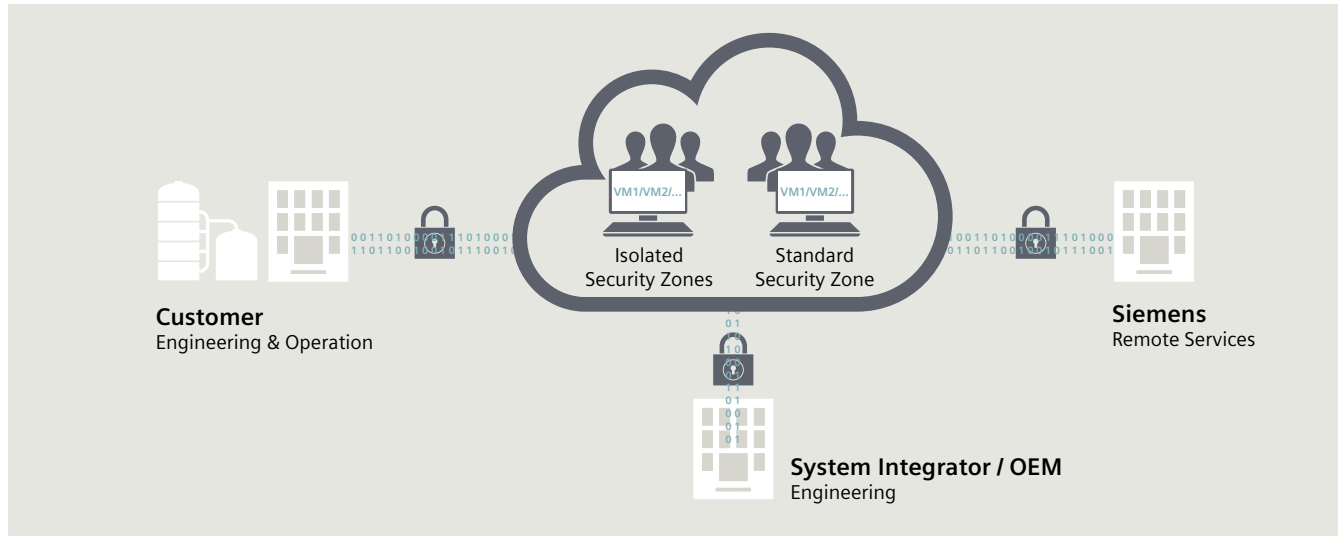 VM1/VM2/...
VM1/VM2/...
Isolated
Security Zones
Standard
Security Zone
Customer
Engineering & Operation
Siemens
Remote Services
System Integrator / OEM
Engineering